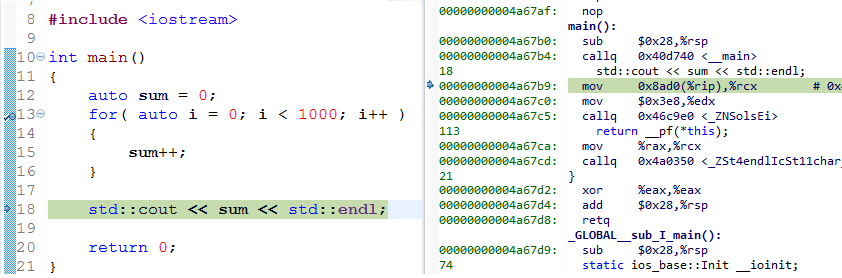 8 #include <iostream>
9
10 int main()
11 {
12 auto sum = 0;
13 for( auto i = 0; i < 1000; i++ )
14 {
15 sum++;
16 }
17
18 std::cout << sum << std::endl;
19
20 return 0;
21 }
00000000004a67af: nop
main():
00000000004a67b0: sub $0x28,%rsp
00000000004a67b4: callq 0x40d740 <__main>
18 std::cout << sum << std::endl;
00000000004a67b9: mov 0x8ad0(%rip),%rcx # 0x
00000000004a67c0: mov $0x3e8,%edx
00000000004a67c5: callq 0x46c9e0 <_ZNSolsEi>
113 return __pf(*this);
00000000004a67ca: mov %rax,%rcx
00000000004a67cd: callq 0x4a0350 <_ZSt4endlIcSt11char_
21 }
00000000004a67d2: xor %eax,%eax
00000000004a67d4: add $0x28,%rsp
00000000004a67d8: retq
_GLOBAL__sub_I_main():
00000000004a67d9: sub $0x28,%rsp
74 static ios_base::Init __ioinit;